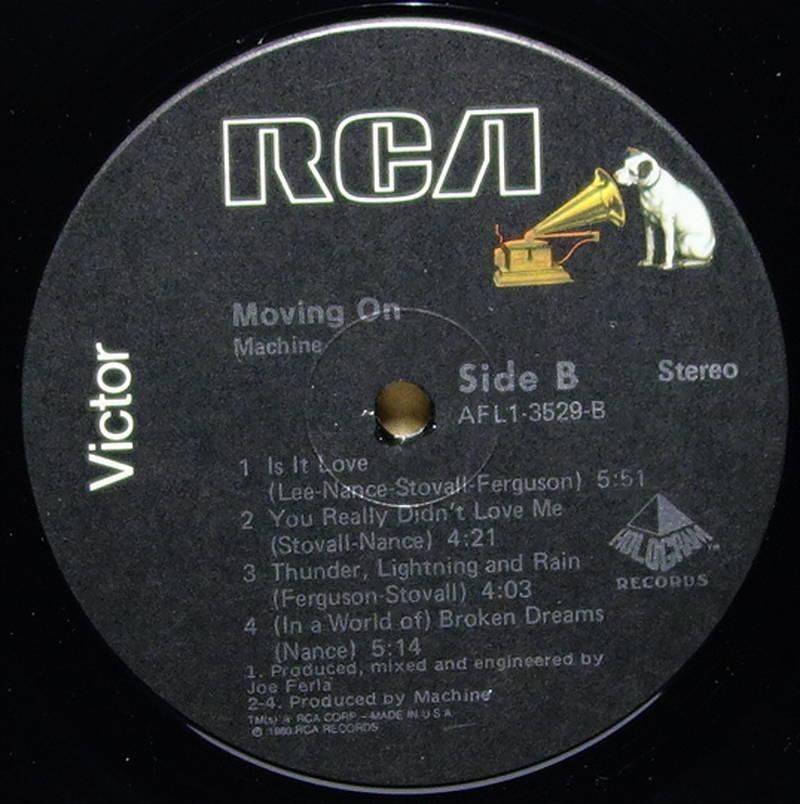 RCA
Victor
Moving On
Machine
Side B
Stereo
AFL1-3529-B
1 Is It Love
(Lee-Nance-Stovall-Ferguson) 5:51
2 You Really Didn't Love Me
(Stovall-Nance) 4:21
3 Thunder, Lightning and Rain
(Ferguson-Stovall) 4:03
4 (In a World of) Broken Dreams
(Nance) 5:14
HOLOGRAM™
RECORDS
1. Produced, mixed and engineered by
Joe Ferla
2-4. Produced by Machine
TM(s) ® RCA CORP – MADE IN U S A
℗ 1980 RCA RECORDS